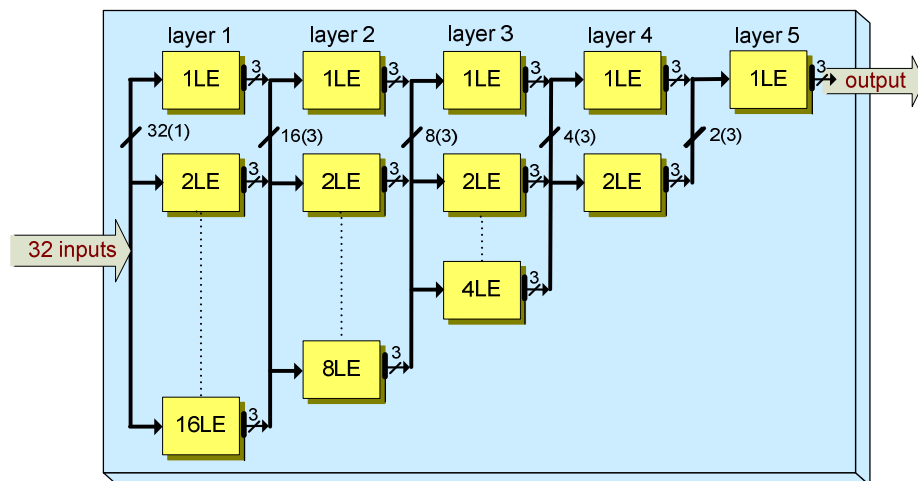 layer 1 layer 2 layer 3 layer 4 layer 5
1LE 3 1LE 3 1LE 3 1LE 3 1LE 3 output
32(1) 16(3) 8(3) 4(3) 2(3)
2LE 3 2LE 3 2LE 3 2LE 3
32 inputs
4LE 3
8LE 3
16LE 3